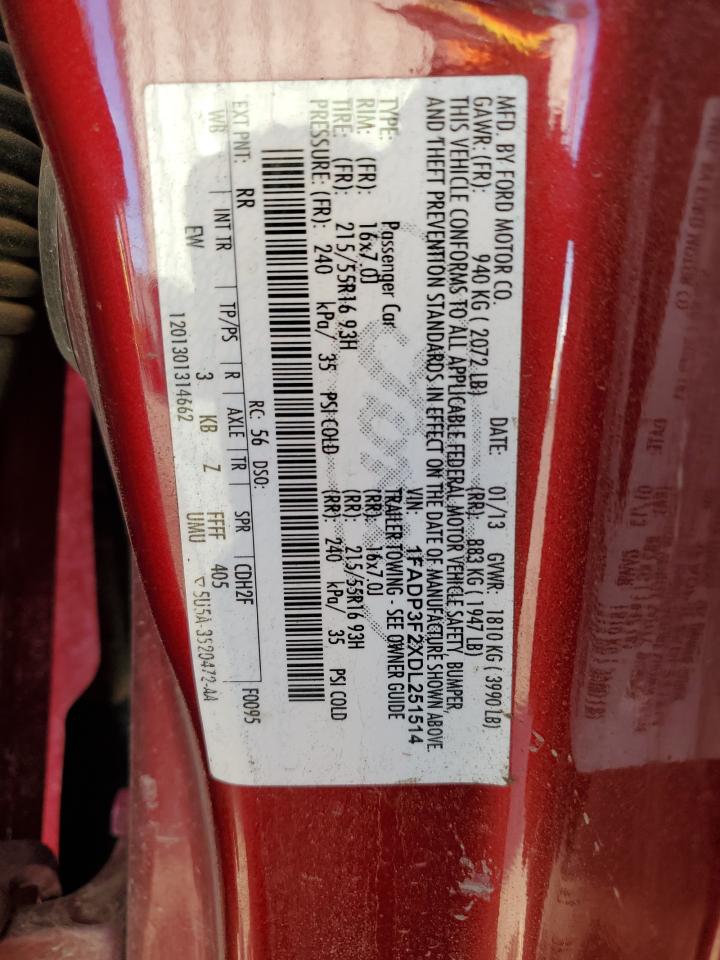 MFD. BY FORD MOTOR CO.
DATE: 01/13 GVWR: 1810 KG ( 3990 LB)
GAWR: (FR): 940 KG ( 2072 LB) (RR): 883 KG ( 1947 LB)
THIS VEHICLE CONFORMS TO ALL APPLICABLE FEDERAL MOTOR VEHICLE SAFETY, BUMPER,
AND THEFT PREVENTION STANDARDS IN EFFECT ON THE DATE OF MANUFACTURE SHOWN ABOVE.
VIN: 1FADP3F2XDL251514
TYPE: Passenger Car TRAILER TOWING - SEE OWNER GUIDE
RIM: (FR): 16x7.0J (RR): 16x7.0J
TIRE: (FR): 215/55R16 93H (RR): 215/55R16 93H
PRESSURE: (FR): 240 kPa/ 35 PSI COLD (RR): 240 kPa/ 35 PSI COLD
RC: 56 DSO: F0095
EXT PNT: RR CDH2F
WB INT TR TP/PS R AXLE TR SPR
EW 3 KB Z FFFF 405
UMU
1201301314662 5U5A-3520472-AA